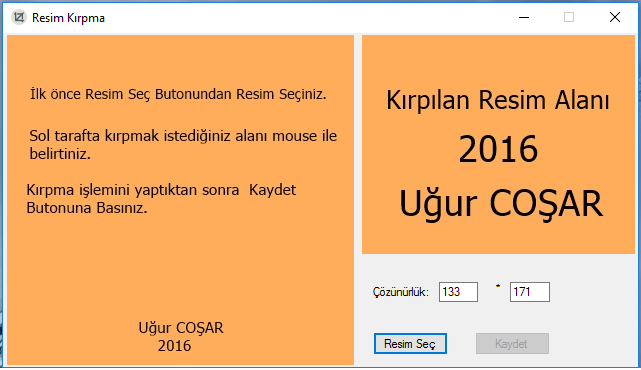 Resim Kırpma
İlk önce Resim Seç Butonundan Resim Seçiniz.
Sol tarafta kırpmak istediğiniz alanı mouse ile
belirtiniz.
Kırpma işlemini yaptıktan sonra  Kaydet
Butonuna Basınız.
Uğur COŞAR
2016
Kırpılan Resim Alanı
2016
Uğur COŞAR
Çözünürlük: 133 * 171
Resim Seç Kaydet